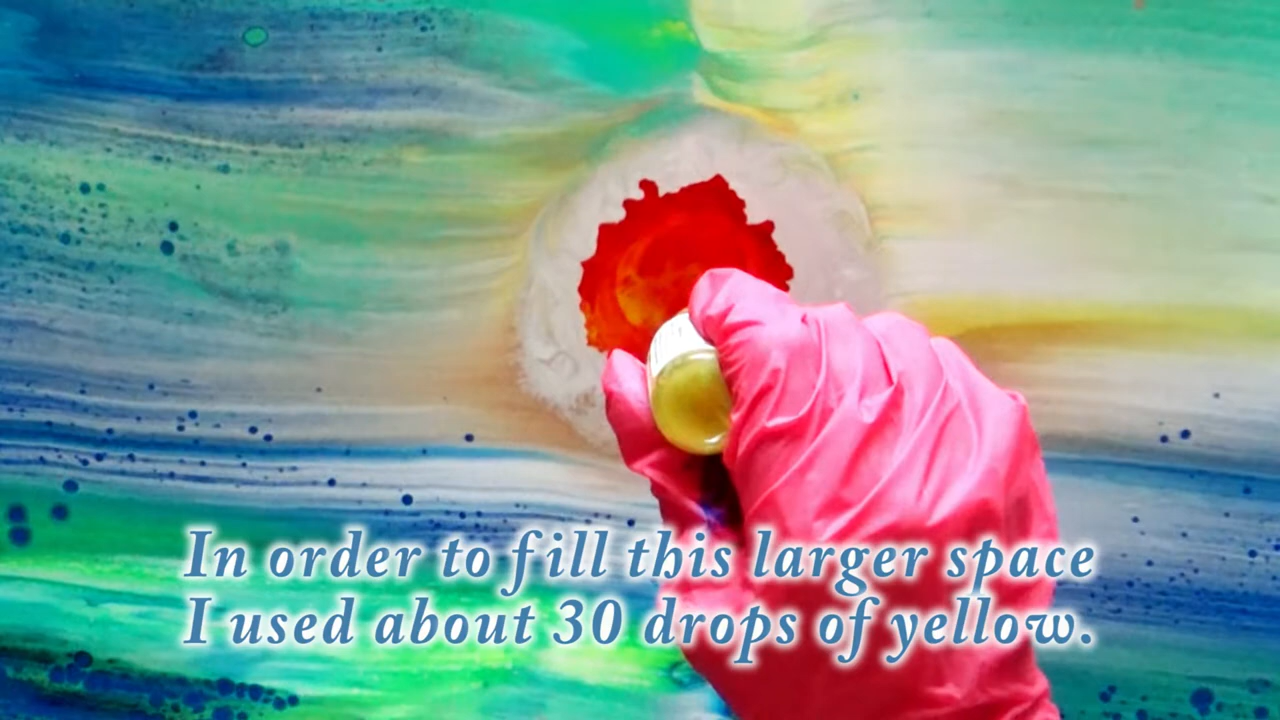 In order to fill this larger space
I used about 30 drops of yellow.